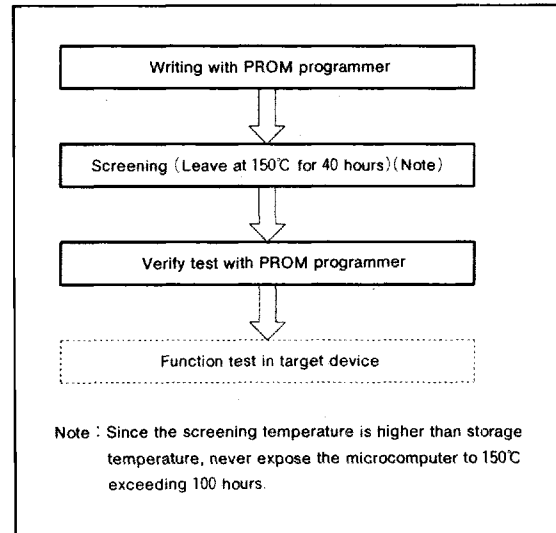 Writing with PROM programmer
Screening (Leave at 150℃ for 40 hours)(Note)
Verify test with PROM programmer
Function test in target device
Note : Since the screening temperature is higher than storage
temperature, never expose the microcomputer to 150℃
exceeding 100 hours.